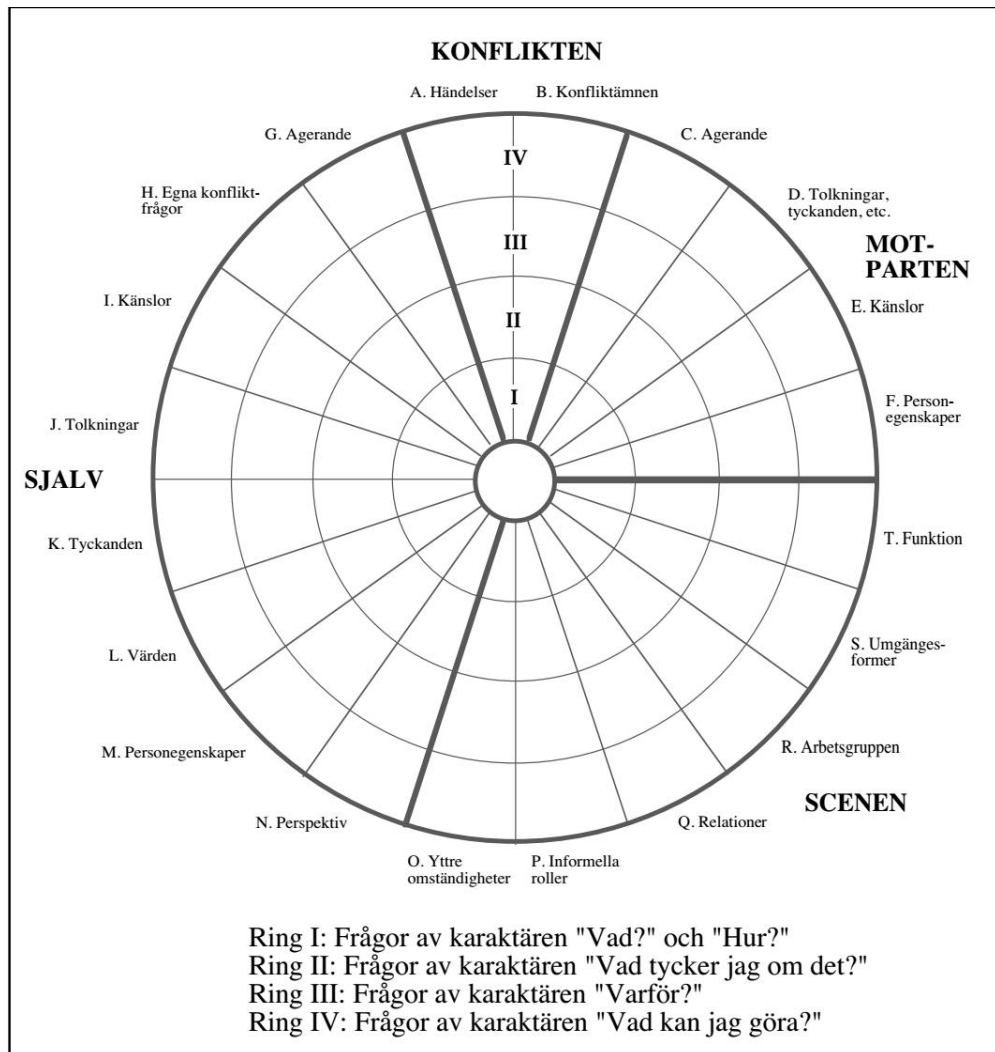 KONFLIKTEN
A. Händelser
B. Konfliktämnen
G. Agerande
C. Agerande
IV
H. Egna konflikt-
frågor
D. Tolkningar,
tyckanden, etc.
III
MOT-
PARTEN
I. Känslor
E. Känslor
II
I
J. Tolkningar
F. Person-
egenskaper
SJALV
K. Tyckanden
T. Funktion
L. Värden
S. Umgänges-
former
M. Personegenskaper
R. Arbetsgruppen
SCENEN
N. Perspektiv
Q. Relationer
O. Yttre
omständigheter
P. Informella
roller
Ring I: Frågor av karaktären "Vad?" och "Hur?"
Ring II: Frågor av karaktären "Vad tycker jag om det?"
Ring III: Frågor av karaktären "Varför?"
Ring IV: Frågor av karaktären "Vad kan jag göra?"